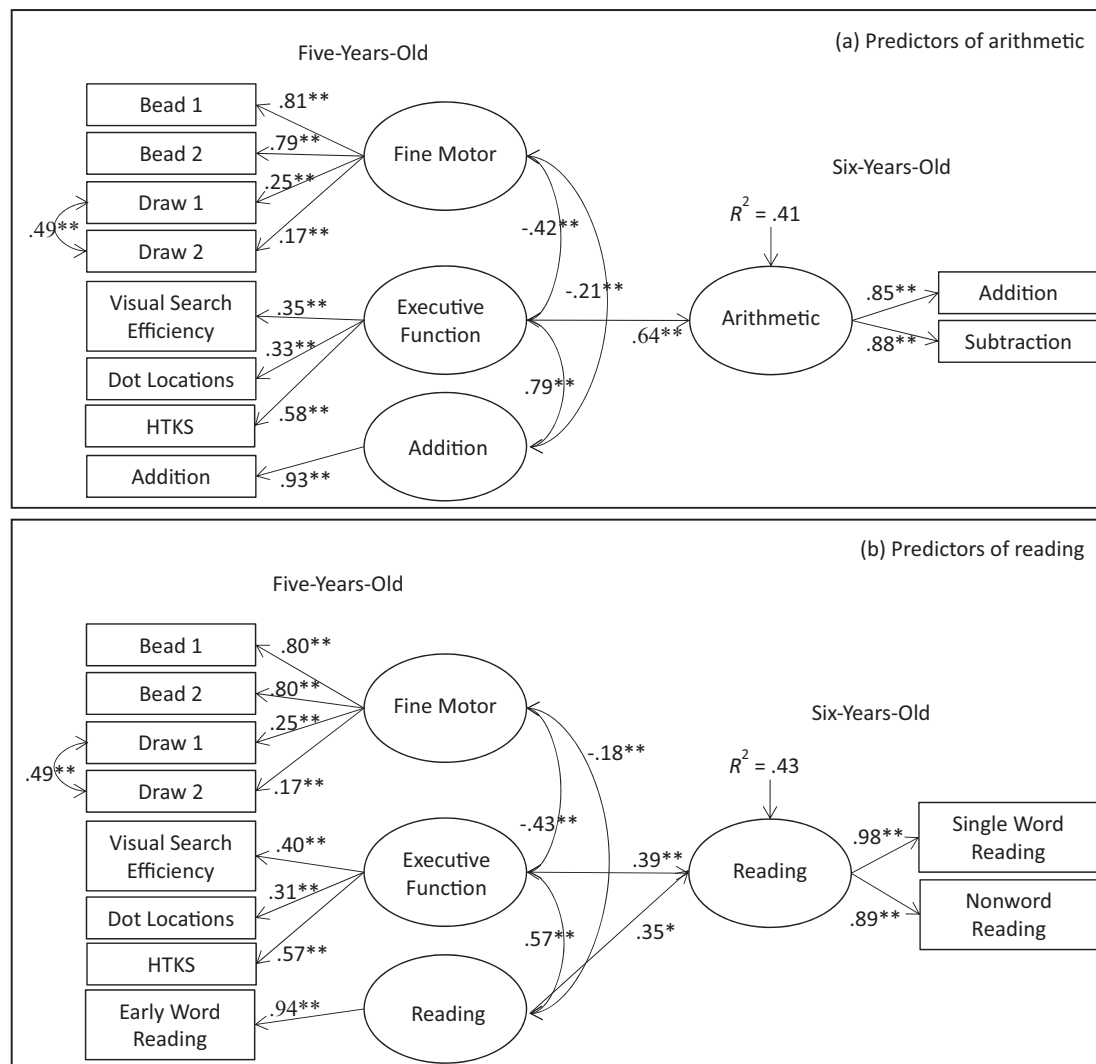 (a) Predictors of arithmetic
Five-Years-Old
Bead 1
.81**
Bead 2
.79**
Fine Motor
Six-Years-Old
Draw 1
.25**
.49**
Draw 2
.17**
-.42**
R² = .41
-.21**
Visual Search
Efficiency
.35**
Executive
Function
.64**
Arithmetic
.85**
Addition
.88**
Subtraction
Dot Locations
.33**
HTKS
.58**
.79**
Addition
.93**
Addition
(b) Predictors of reading
Five-Years-Old
Bead 1
.80**
Bead 2
.80**
Fine Motor
Six-Years-Old
Draw 1
.25**
.49**
Draw 2
.17**
-.18**
R² = .43
-.43**
Visual Search
Efficiency
.40**
Executive
Function
.39**
Reading
.98**
Single Word
Reading
.89**
Nonword
Reading
Dot Locations
.31**
.35*
HTKS
.57**
.57**
Early Word
Reading
.94**
Reading